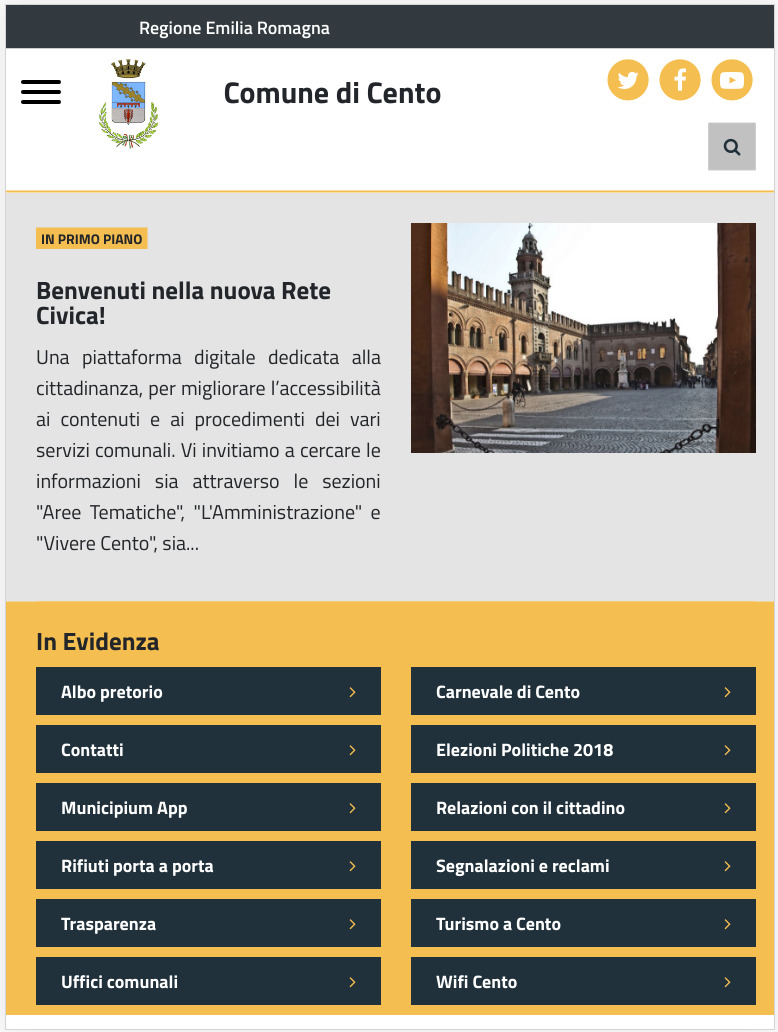 Regione Emilia Romagna
Comune di Cento
IN PRIMO PIANO
Benvenuti nella nuova Rete
Civica!
Una piattaforma digitale dedicata alla
cittadinanza, per migliorare l’accessibilità
ai contenuti e ai procedimenti dei vari
servizi comunali. Vi invitiamo a cercare le
informazioni sia attraverso le sezioni
"Aree Tematiche", "L'Amministrazione" e
"Vivere Cento", sia...
In Evidenza
Albo pretorio
Carnevale di Cento
Contatti
Elezioni Politiche 2018
Municipium App
Relazioni con il cittadino
Rifiuti porta a porta
Segnalazioni e reclami
Trasparenza
Turismo a Cento
Uffici comunali
Wifi Cento